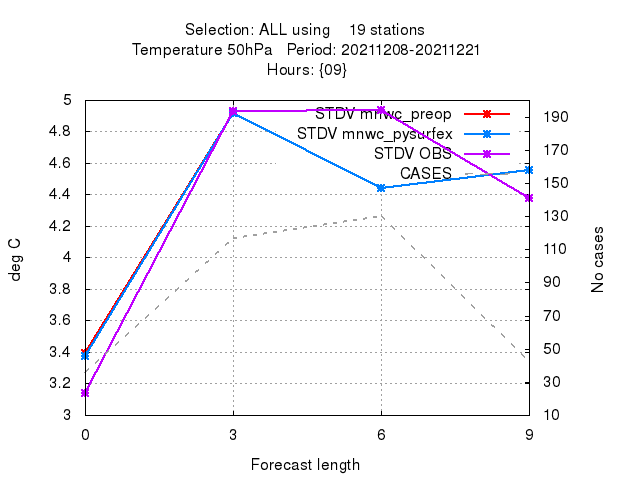 Selection: ALL using 19 stations
Temperature 50hPa Period: 20211208-20211221
Hours: {09}
STDV mnwc_preop
STDV mnwc_pysurfex
STDV OBS
CASES
deg C
5
4.8
4.6
4.4
4.2
4
3.8
3.6
3.4
3.2
3
No cases
190
170
150
130
110
90
70
50
30
10
0 3 6 9
Forecast length